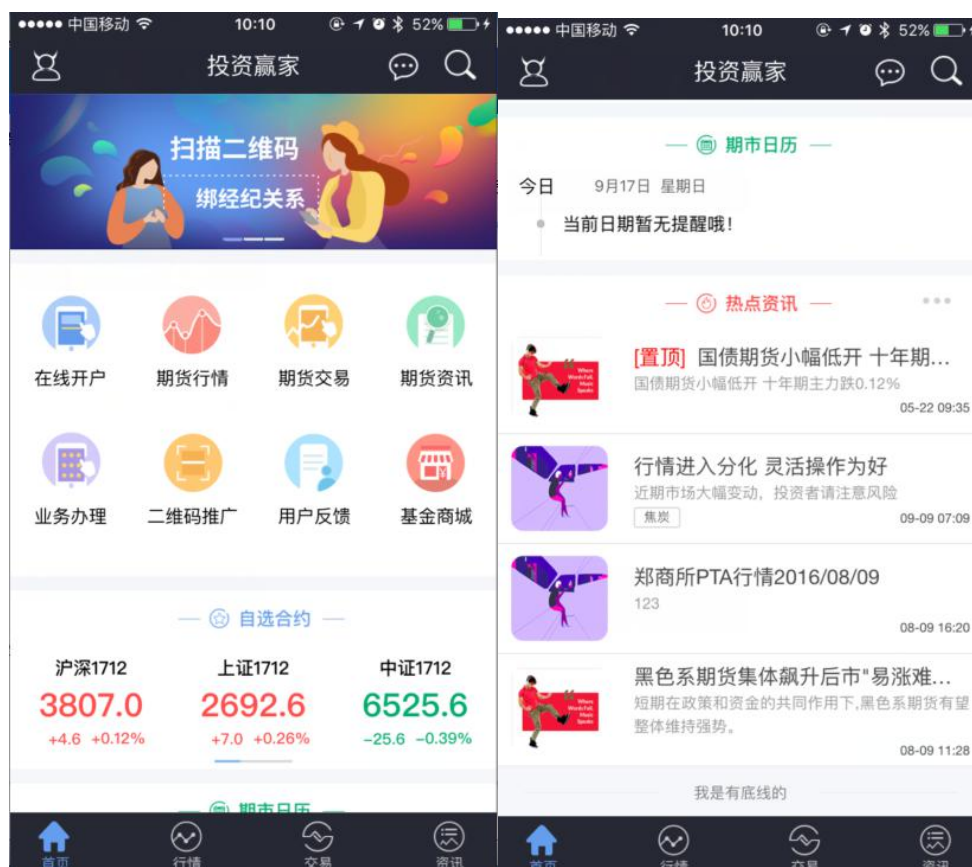 中国移动 10:10 52%
投资赢家
扫描二维码
绑经纪关系
在线开户 期货行情 期货交易 期货资讯
业务办理 二维码推广 用户反馈 基金商城
自选合约
沪深1712 上证1712 中证1712
3807.0 2692.6 6525.6
+4.6 +0.12% +7.0 +0.26% -25.6 -0.39%
期市日历
首页 行情 交易 资讯
中国移动 10:10 52%
投资赢家
期市日历
今日 9月17日 星期日
当前日期暂无提醒哦!
热点资讯
[置顶] 国债期货小幅低开 十年期...
国债期货小幅低开 十年期主力跌0.12%
05-22 09:35
行情进入分化 灵活操作为好
近期市场大幅变动，投资者请注意风险
焦炭 09-09 07:09
郑商所PTA行情2016/08/09
123
08-09 16:20
黑色系期货集体飙升后市"易涨难...
短期在政策和资金的共同作用下,黑色系期货有望
整体维持强势。
08-09 11:28
我是有底线的
首页 行情 交易 资讯